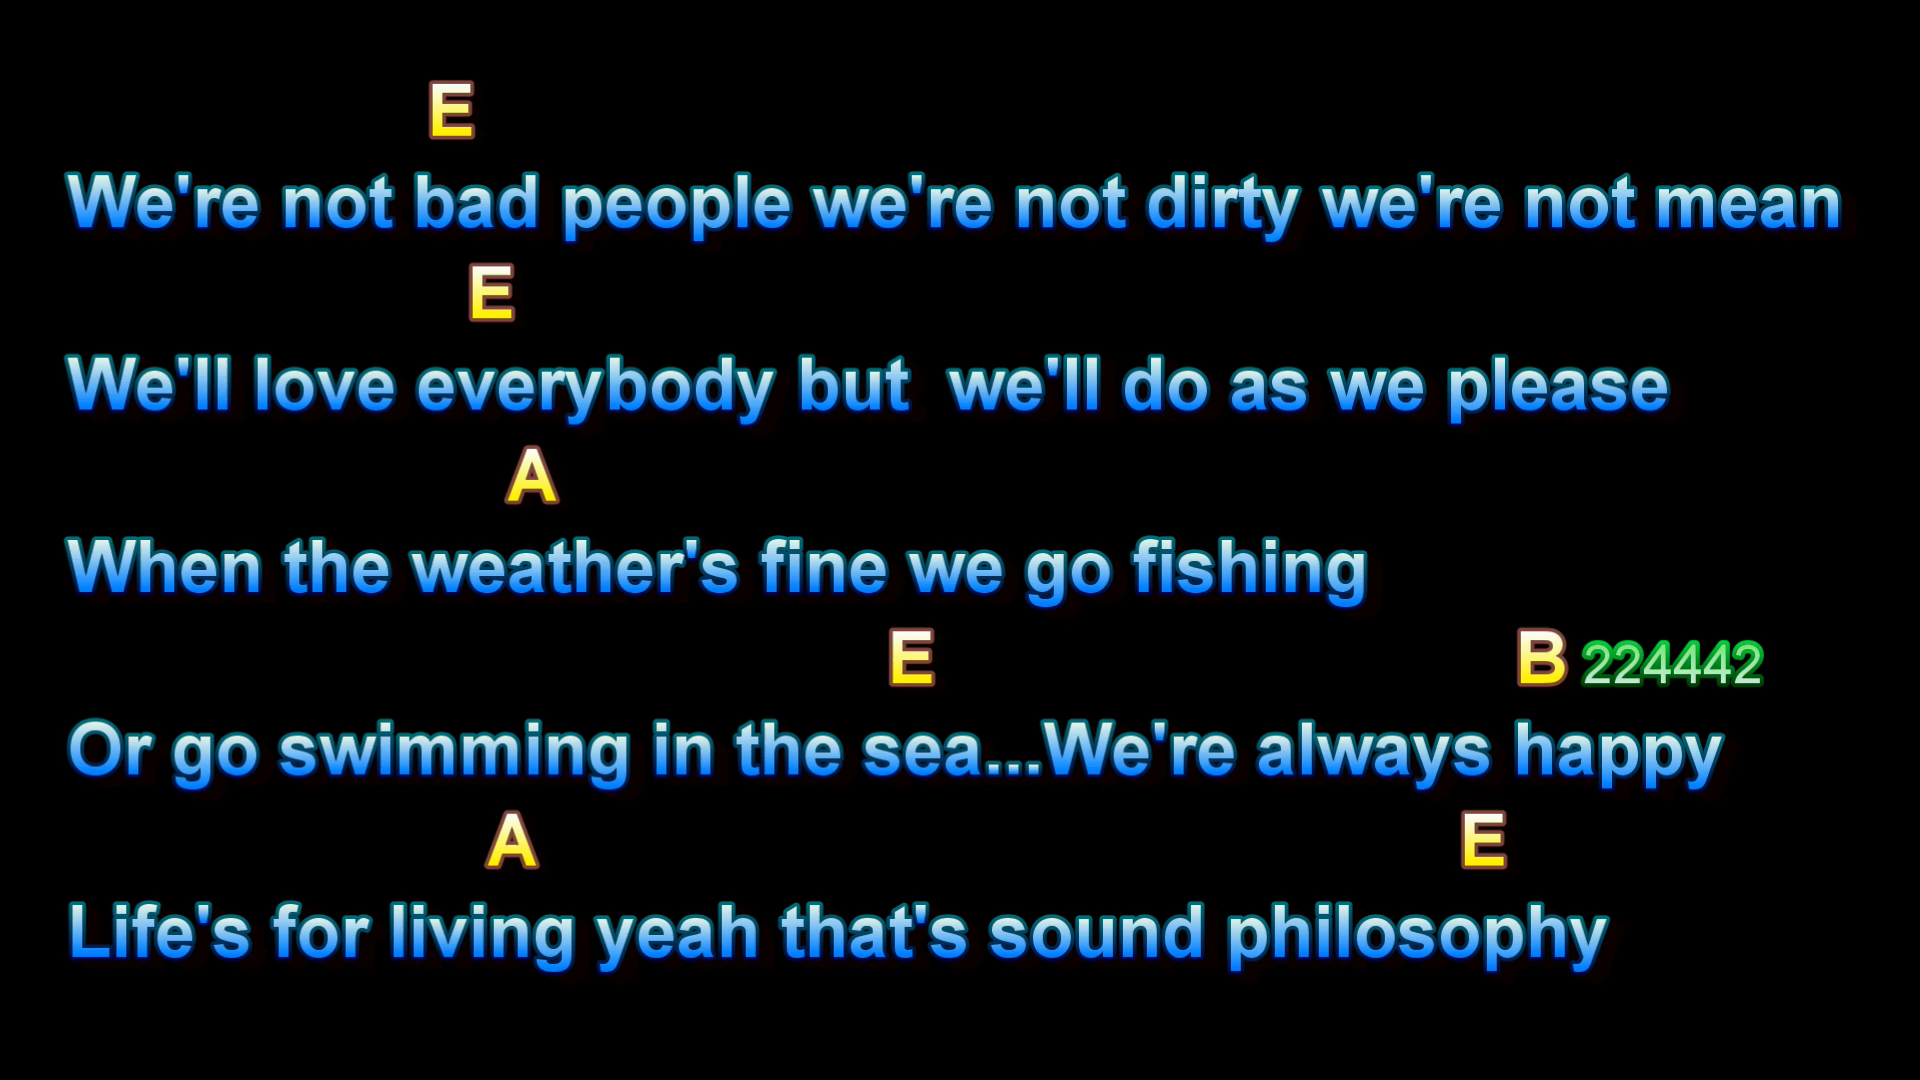 E
We're not bad people we're not dirty we're not mean
E
We'll love everybody but  we'll do as we please
A
When the weather's fine we go fishing
E B 224442
Or go swimming in the sea...We're always happy
A E
Life's for living yeah that's sound philosophy